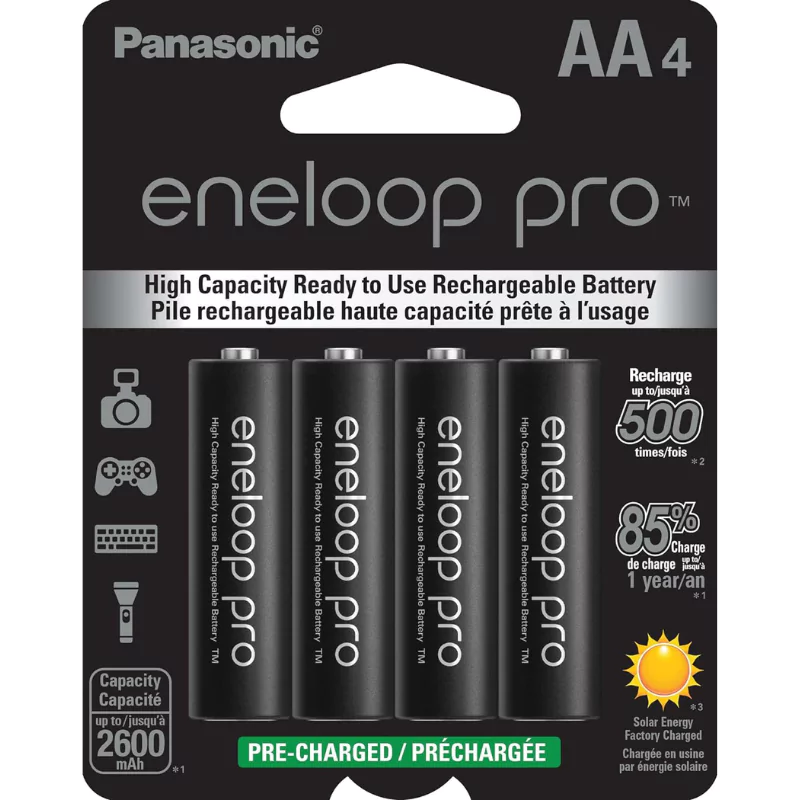 Panasonic®
AA4
eneloop pro™
High Capacity Ready to Use Rechargeable Battery
Pile rechargeable haute capacité prête à l'usage
eneloop pro ™
High Capacity Ready to use Rechargeable Battery
eneloop pro ™
High Capacity Ready to use Rechargeable Battery
eneloop pro ™
High Capacity Ready to use Rechargeable Battery
eneloop pro ™
High Capacity Ready to use Rechargeable Battery
Recharge
up to/jusqu'à
500
times/fois
*2
85%
Charge
de charge up to/jusqu'à
1 year/an
*1
Capacity
Capacité
up to/jusqu'à
2600
mAh
*1
*3
Solar Energy
Factory Charged
Chargée en usine
par énergie solaire
PRE-CHARGED / PRÉCHARGÉE